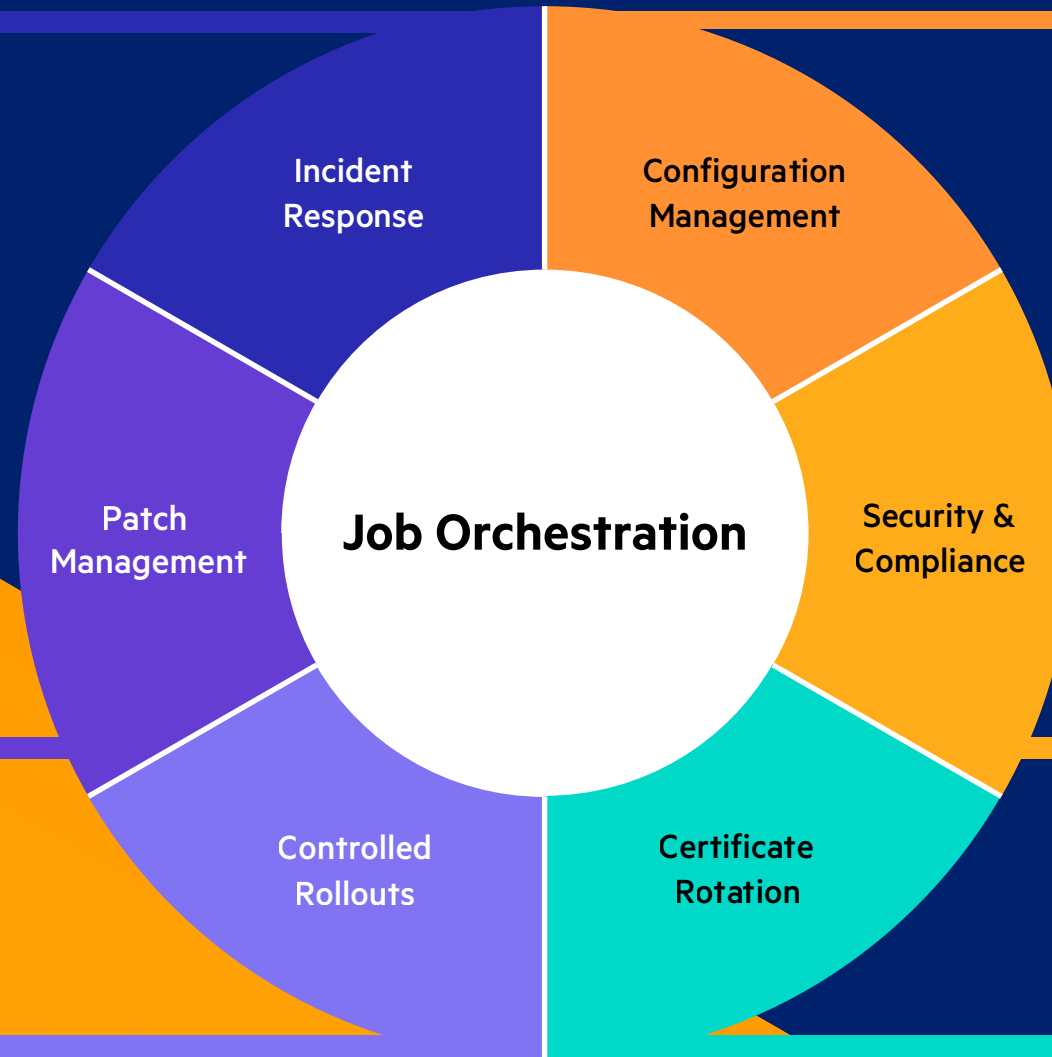 Incident
Response
Configuration
Management
Patch
Management
Job Orchestration
Security &
Compliance
Controlled
Rollouts
Certificate
Rotation